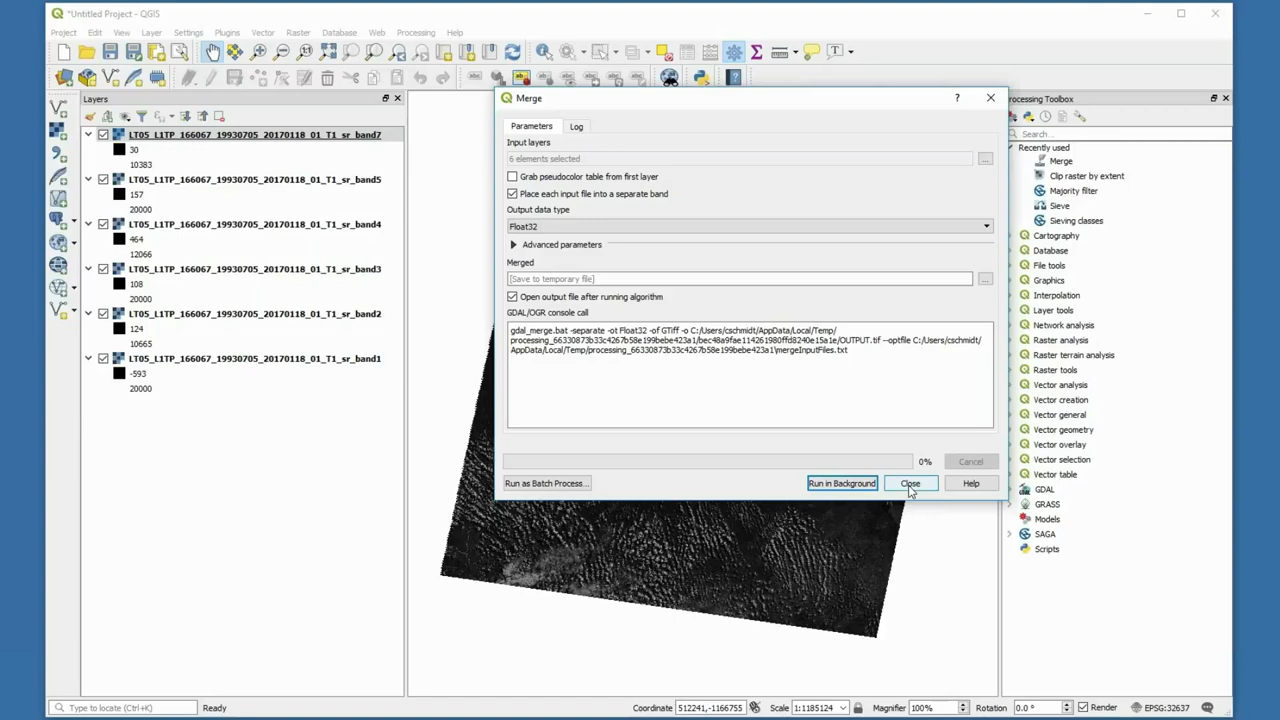 *Untitled Project - QGIS
Project Edit View Layer Settings Plugins Vector Raster Database Web Processing Help
Layers
LT05_L1TP_166067_19930705_20170118_01_T1_sr_band7
30
10383
LT05_L1TP_166067_19930705_20170118_01_T1_sr_band5
157
20000
LT05_L1TP_166067_19930705_20170118_01_T1_sr_band4
464
12066
LT05_L1TP_166067_19930705_20170118_01_T1_sr_band3
108
20000
LT05_L1TP_166067_19930705_20170118_01_T1_sr_band2
124
10665
LT05_L1TP_166067_19930705_20170118_01_T1_sr_band1
-593
20000
Merge
?
Parameters Log
Input layers
6 elements selected
...
Grab pseudocolor table from first layer
Place each input file into a separate band
Output data type
Float32
Advanced parameters
Merged
[Save to temporary file]
...
Open output file after running algorithm
GDAL/OGR console call
gdal_merge.bat -separate -ot Float32 -of GTiff -o C:/Users/cschmidt/AppData/Local/Temp/
processing_66330873b33c4267b58e199bebe423a1/bec48a9fae114261980ffd8240e15a1e/OUTPUT.tif --optfile C:/Users/cschmidt/
AppData/Local/Temp/processing_66330873b33c4267b58e199bebe423a1\mergeInputFiles.txt
0%
Cancel
Run as Batch Process...
Run in Background
Close
Help
rocessing Toolbox
Search...
Recently used
Merge
Clip raster by extent
Majority filter
Sieve
Sieving classes
Cartography
Database
File tools
Graphics
Interpolation
Layer tools
Network analysis
Raster analysis
Raster terrain analysis
Raster tools
Vector analysis
Vector creation
Vector general
Vector geometry
Vector overlay
Vector selection
Vector table
GDAL
GRASS
Models
SAGA
Scripts
Type to locate (Ctrl+K)
Ready
Coordinate 512241,-1166755
Scale 1:1185124
Magnifier 100%
Rotation 0.0 °
Render
EPSG:32637